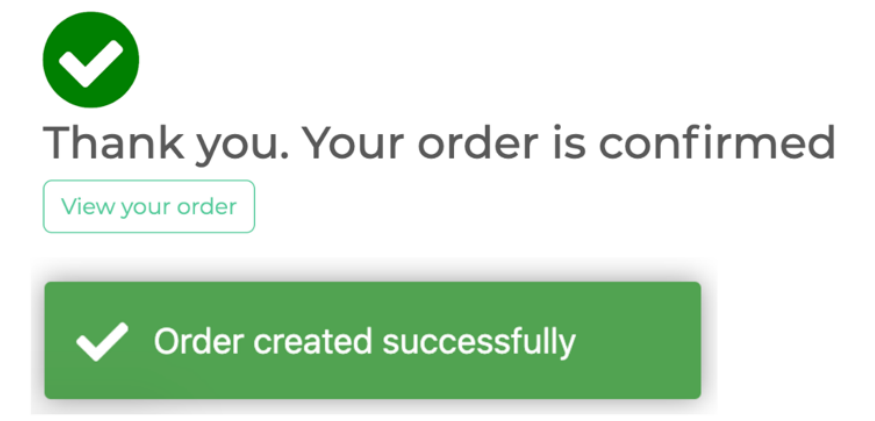 Thank you. Your order is confirmed
View your order
Order created successfully